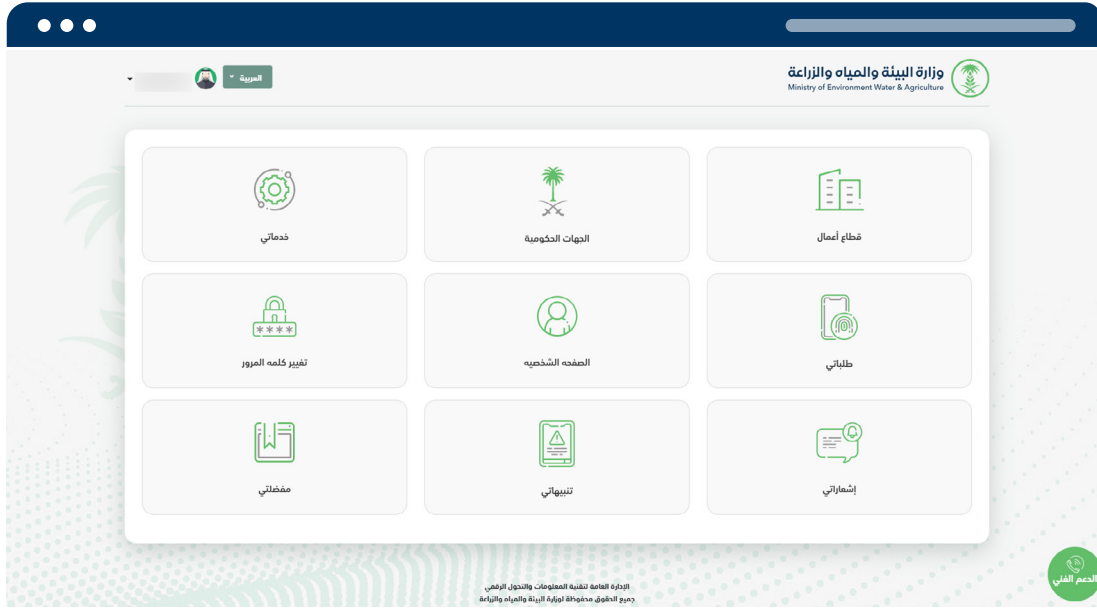 وزارة البيئة والمياه والزراعة
Ministry of Environment Water & Agriculture
العربية
قطاع أعمال
الجهات الحكومية
خدماتي
طلباتي
الصفحه الشخصيه
تغيير كلمه المرور
****
إشعاراتي
تنبيهاتي
مفضلتي
الدعم الفني
الإدارة العامة لتقنية المعلومات والتحول الرقمي
جميع الحقوق محفوظة لوزارة البيئة والمياه والزراعة